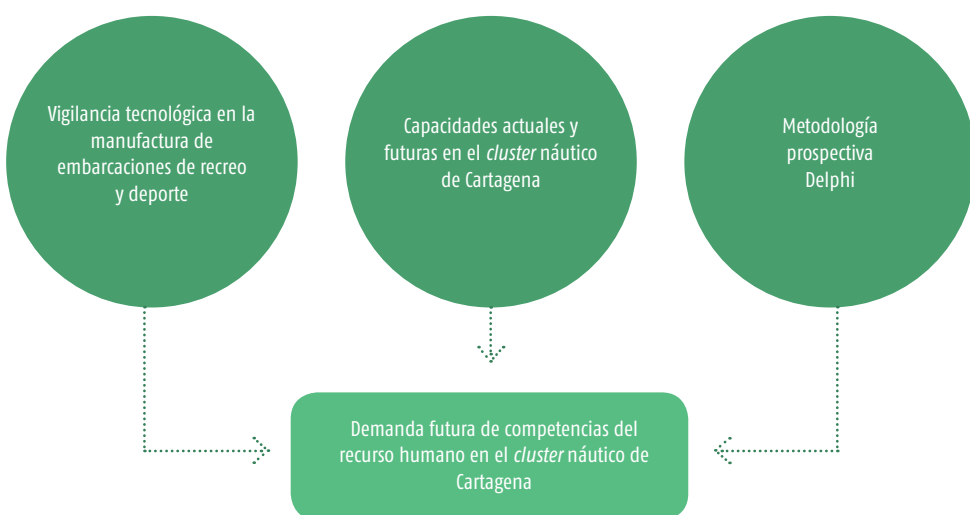 Vigilancia tecnológica en la
manufactura de
embarcaciones de recreo
y deporte
Capacidades actuales y
futuras en el cluster náutico
de Cartagena
Metodología
prospectiva
Delphi
Demanda futura de competencias del
recurso humano en el cluster náutico de
Cartagena